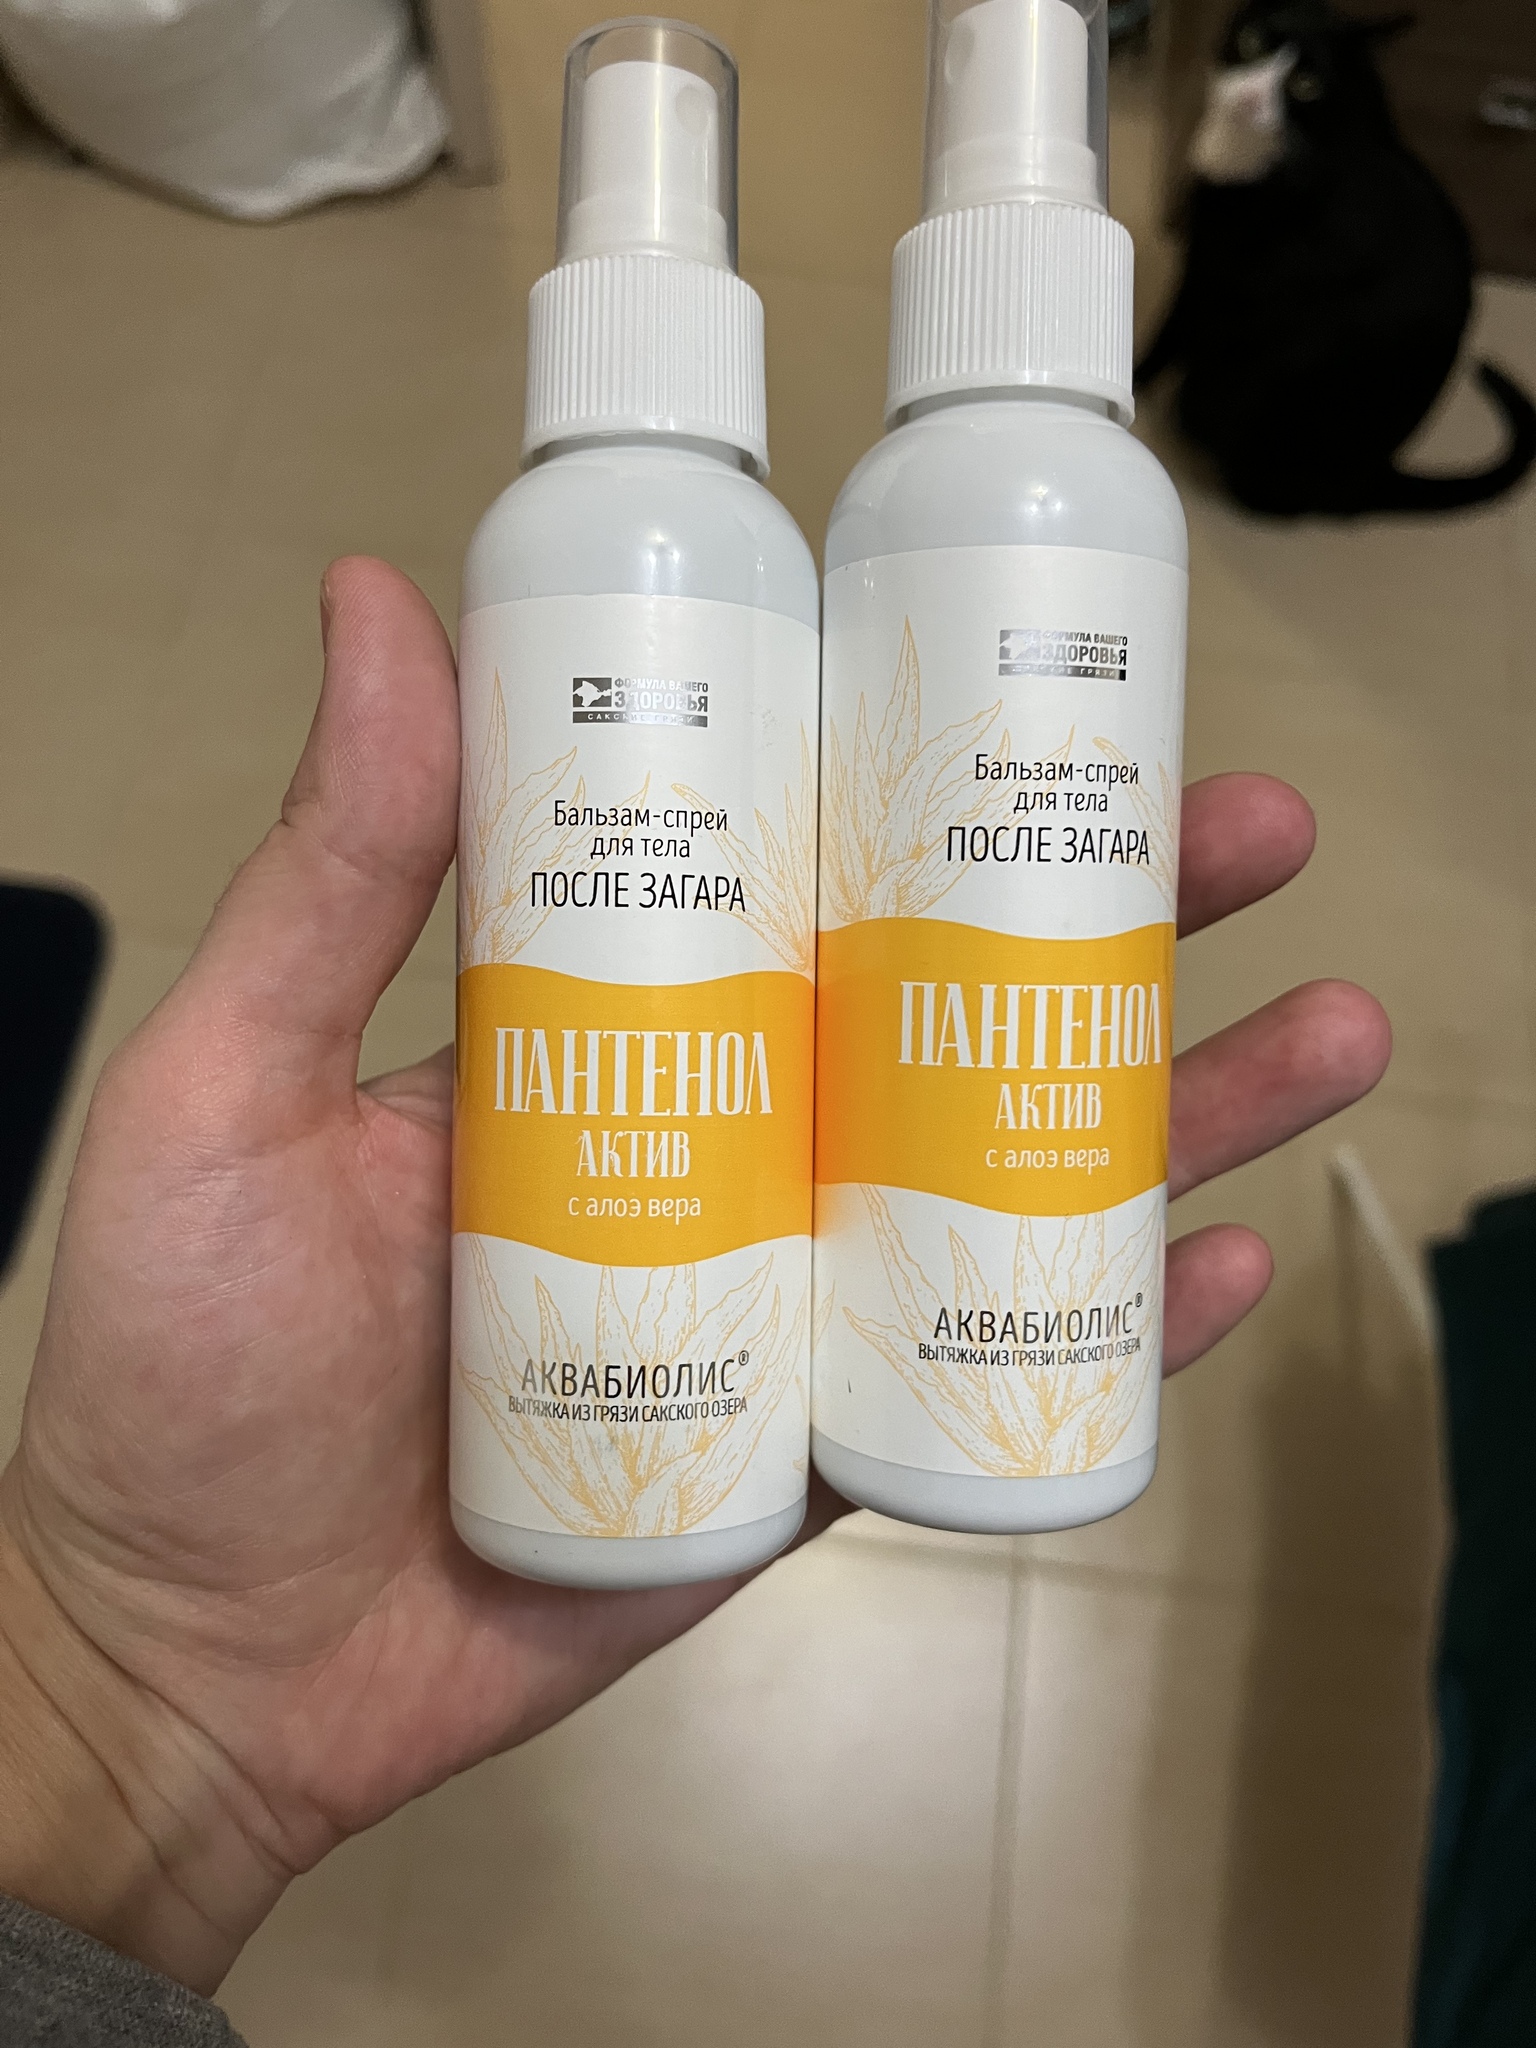 ФОРМУЛА ВАШЕГО
ЗДОРОВЬЯ
САКСКИЕ ГРЯЗИ
Бальзам-спрей
для тела
ПОСЛЕ ЗАГАРА
ПАНТЕНОЛ
АКТИВ
с алоэ вера
АКВАБИОЛИС®
ВЫТЯЖКА ИЗ ГРЯЗИ САКСКОГО ОЗЕРА
ФОРМУЛА ВАШЕГО
ЗДОРОВЬЯ
САКСКИЕ ГРЯЗИ
Бальзам-спрей
для тела
ПОСЛЕ ЗАГАРА
ПАНТЕНОЛ
АКТИВ
с алоэ вера
АКВАБИОЛИС®
ВЫТЯЖКА ИЗ ГРЯЗИ САКСКОГО ОЗЕРА